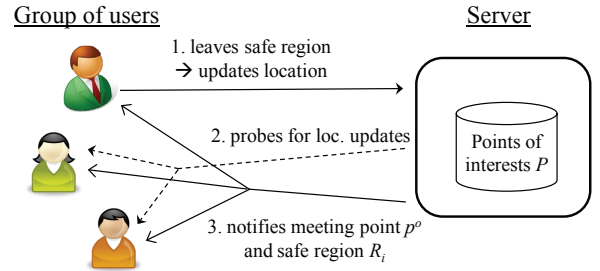 Group of users
Server
1. leaves safe region
→ updates location
2. probes for loc. updates
Points of
interests P
3. notifies meeting point pᵒ
and safe region Rᵢ